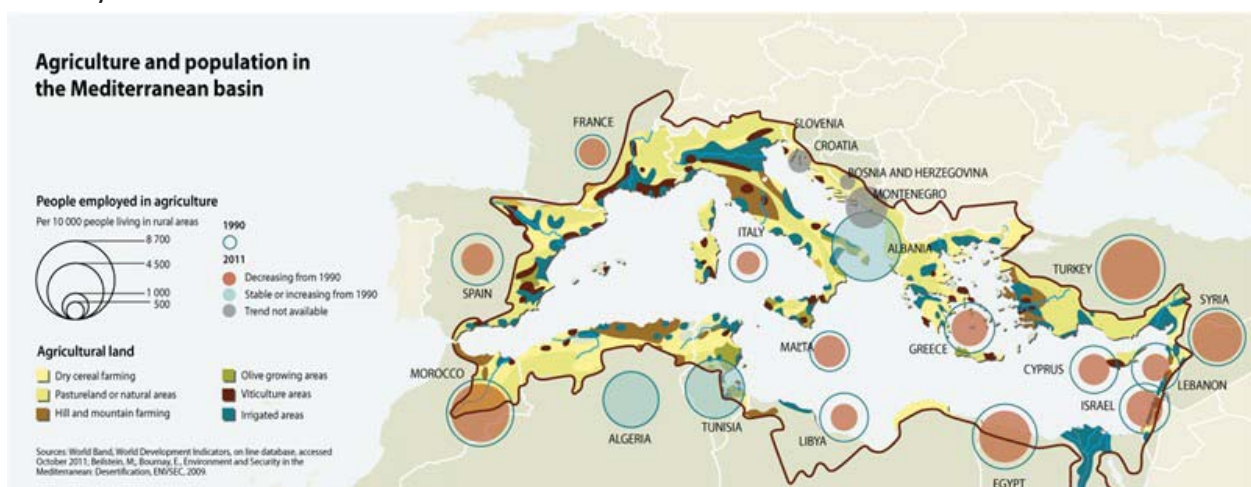 Agriculture and population in
the Mediterranean basin
People employed in agriculture
Per 10 000 people living in rural areas
8 700
4 500
1 000
500
1990
2011
Decreasing from 1990
Stable or increasing from 1990
Trend not available
Agricultural land
Dry cereal farming
Pastureland or natural areas
Hill and mountain farming
Olive growing areas
Viticulture areas
Irrigated areas
Sources: World Band, World Development Indicators, on line database, accessed
October 2011; Beilstein, M., Bournay, E., Environment and Security in the
Mediterranean: Desertification, ENVSEC, 2009.
FRANCE
SLOVENIA
CROATIA
BOSNIA AND HERZEGOVINA
MONTENEGRO
ITALY
ALBANIA
SPAIN
TURKEY
SYRIA
GREECE
MALTA
CYPRUS
LEBANON
MOROCCO
ISRAEL
ALGERIA
TUNISIA
LIBYA
EGYPT